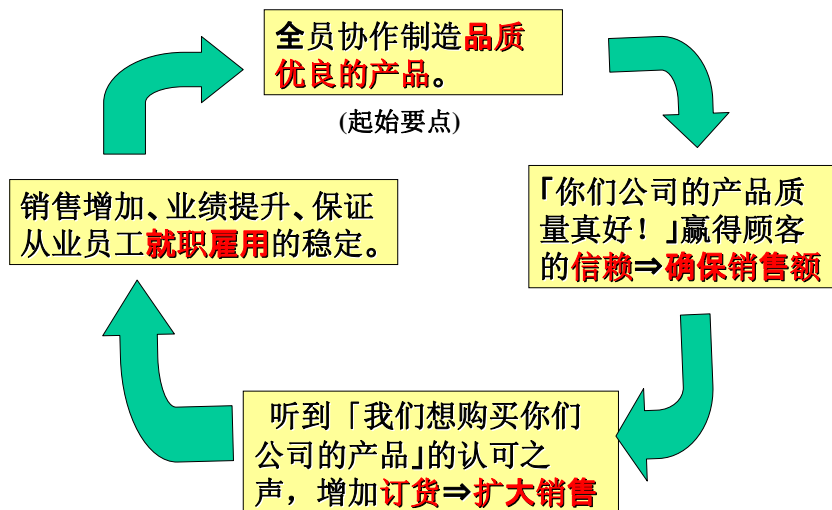 全员协作制造品质
优良的产品。
(起始要点)
「你们公司的产品质
量真好！」赢得顾客
的信赖⇒确保销售额
听到「我们想购买你们
公司的产品」的认可之
声，增加订货⇒扩大销售
销售增加、业绩提升、保证
从业员工就职雇用的稳定。